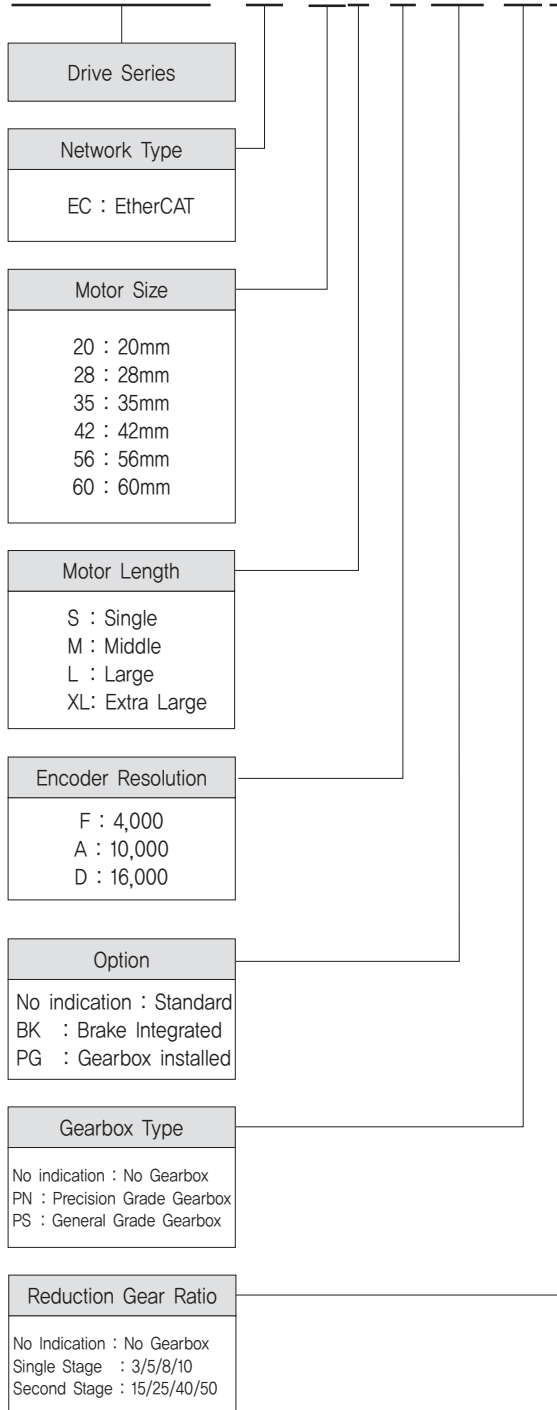 Drive Series
Network Type
EC : EtherCAT
Motor Size
20 : 20mm
28 : 28mm
35 : 35mm
42 : 42mm
56 : 56mm
60 : 60mm
Motor Length
S : Single
M : Middle
L : Large
XL: Extra Large
Encoder Resolution
F : 4,000
A : 10,000
D : 16,000
Option
No indication : Standard
BK : Brake Integrated
PG : Gearbox installed
Gearbox Type
No indication : No Gearbox
PN : Precision Grade Gearbox
PS : General Grade Gearbox
Reduction Gear Ratio
No Indication : No Gearbox
Single Stage : 3/5/8/10
Second Stage : 15/25/40/50